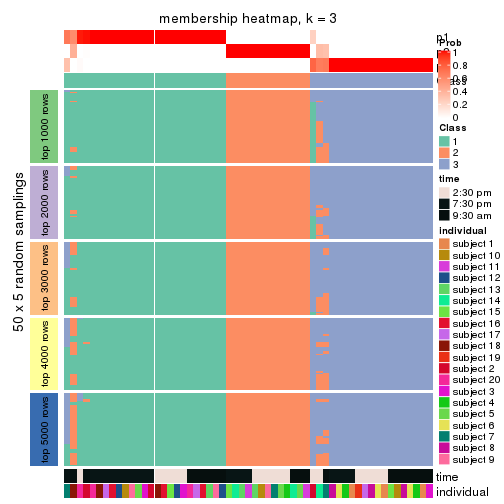 membership heatmap, k = 3
p1
Prob
1
0.8
0.6
0.4
0.2
0
Class
1
2
3
time
2:30 pm
7:30 pm
9:30 am
individual
subject 1
subject 10
subject 11
subject 12
subject 13
subject 14
subject 15
subject 16
subject 17
subject 18
subject 19
subject 2
subject 20
subject 3
subject 4
subject 5
subject 6
subject 7
subject 8
subject 9
50 x 5 random samplings
top 1000 rows
top 2000 rows
top 3000 rows
top 4000 rows
top 5000 rows
time
individual